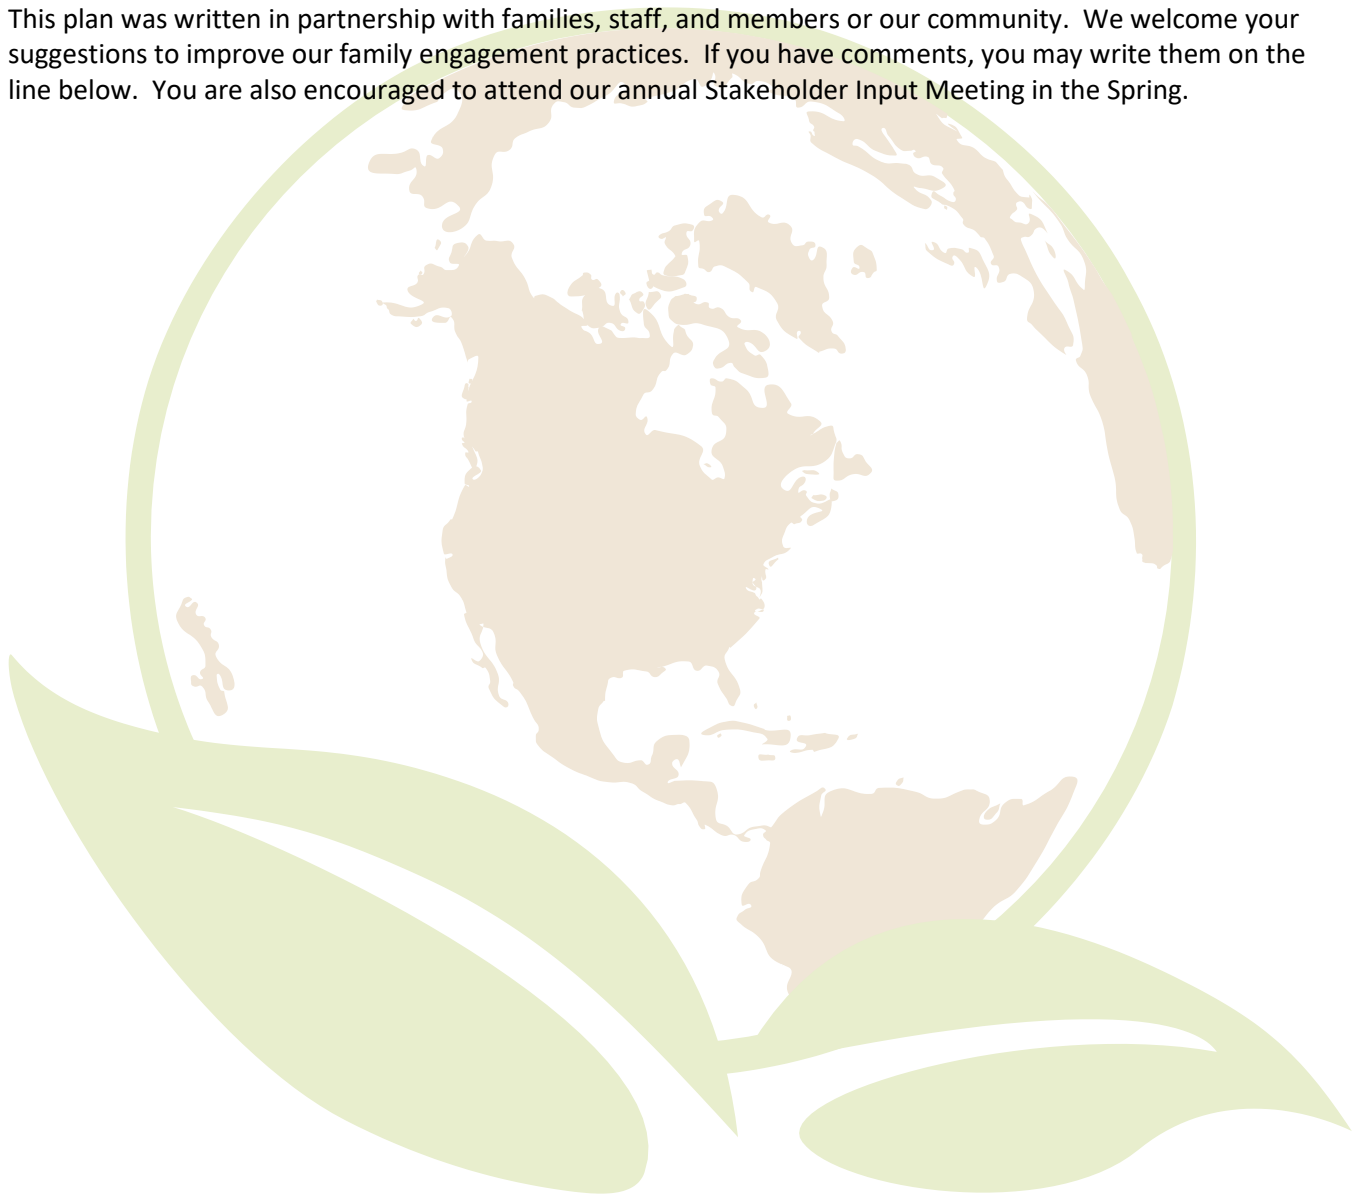 This plan was written in partnership with families, staff, and members or our community.  We welcome your
suggestions to improve our family engagement practices.  If you have comments, you may write them on the
line below.  You are also encouraged to attend our annual Stakeholder Input Meeting in the Spring.